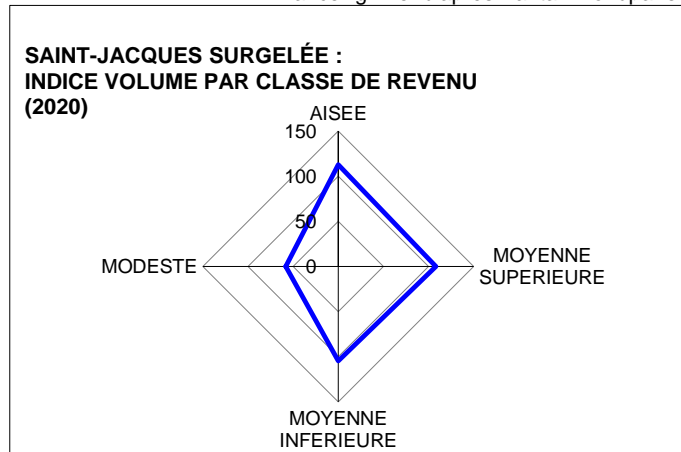 SAINT-JACQUES SURGELÉE :
INDICE VOLUME PAR CLASSE DE REVENU
(2020)
AISEE
150
100
50
0
MODESTE
MOYENNE
SUPERIEURE
MOYENNE
INFERIEURE